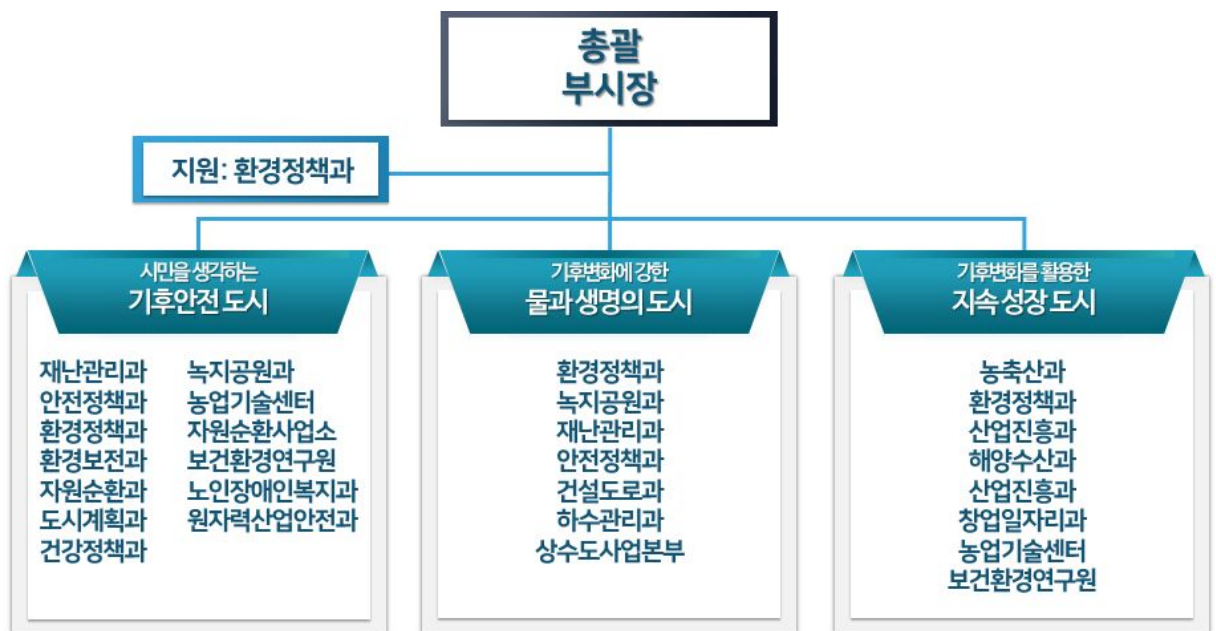 총괄
부시장
지원: 환경정책과
시민을 생각하는
기후안전 도시
재난관리과
안전정책과
환경정책과
환경보전과
자원순환과
도시계획과
건강정책과
녹지공원과
농업기술센터
자원순환사업소
보건환경연구원
노인장애인복지과
원자력산업안전과
기후변화에 강한
물과 생명의 도시
환경정책과
녹지공원과
재난관리과
안전정책과
건설도로과
하수관리과
상수도사업본부
기후변화를 활용한
지속 성장 도시
농축산과
환경정책과
산업진흥과
해양수산과
산업진흥과
창업일자리과
농업기술센터
보건환경연구원